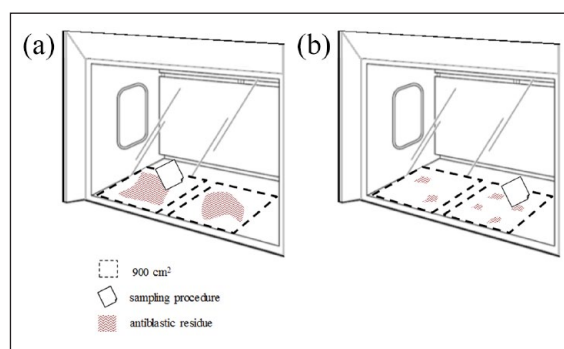 (a)
(b)
900 cm²
sampling procedure
antiblastic residue